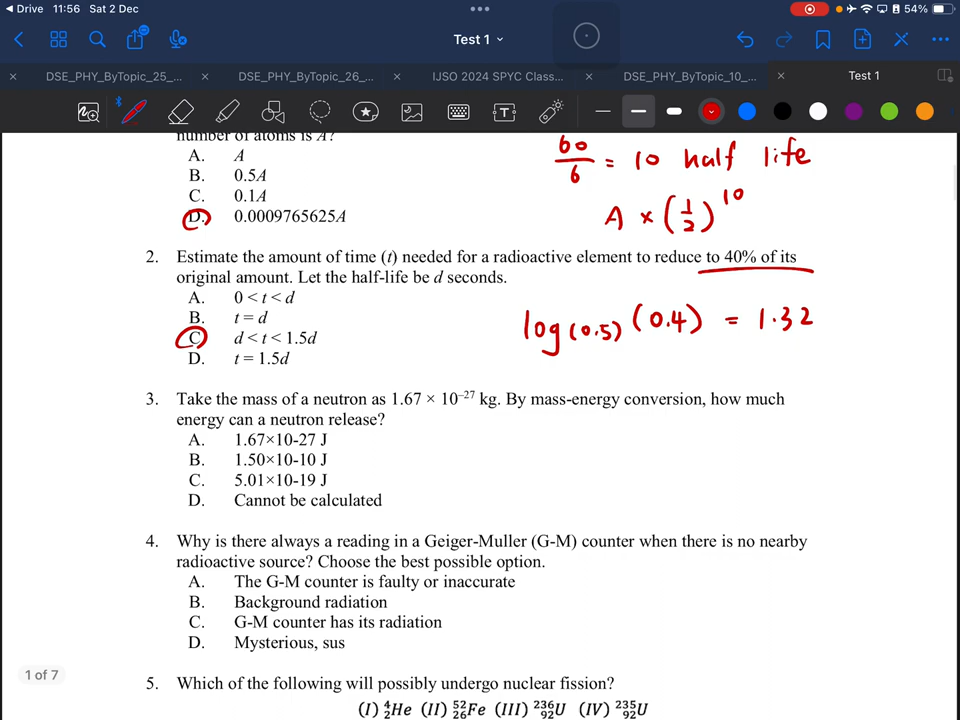 Drive 11:56 Sat 2 Dec
54%
Test 1
DSE_PHY_ByTopic_25_...
DSE_PHY_ByTopic_26_...
IJSO 2024 SPYC Class...
DSE_PHY_ByTopic_10_...
Test 1
number of atoms is A?
A. A
B. 0.5A
C. 0.1A
D. 0.0009765625A
60/6 = 10 half life
A × (1/2)^10
2. Estimate the amount of time (t) needed for a radioactive element to reduce to 40% of its
original amount. Let the half-life be d seconds.
A. 0 < t < d
B. t = d
C. d < t < 1.5d
D. t = 1.5d
log(0.5) (0.4) = 1.32
3. Take the mass of a neutron as 1.67 × 10⁻²⁷ kg. By mass-energy conversion, how much
energy can a neutron release?
A. 1.67×10-27 J
B. 1.50×10-10 J
C. 5.01×10-19 J
D. Cannot be calculated
4. Why is there always a reading in a Geiger-Muller (G-M) counter when there is no nearby
radioactive source? Choose the best possible option.
A. The G-M counter is faulty or inaccurate
B. Background radiation
C. G-M counter has its radiation
D. Mysterious, sus
1 of 7
5. Which of the following will possibly undergo nuclear fission?
(I) ⁴₂He (II) ⁵²₂₆Fe (III) ²³⁶₉₂U (IV) ²³⁵₉₂U